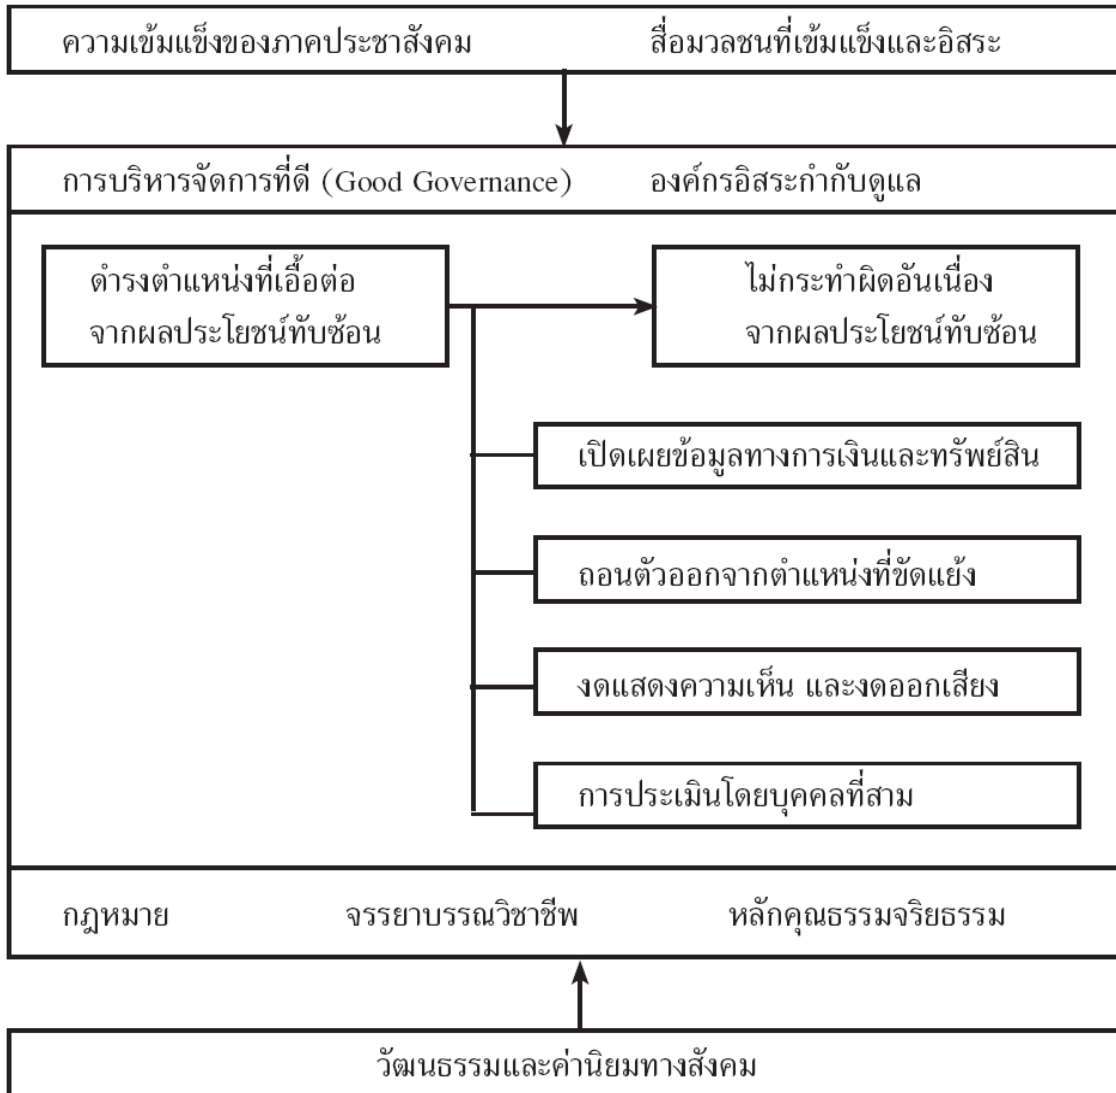 ความเข้มแข็งของภาคประชาสังคม สื่อมวลชนที่เข้มแข็งและอิสระ
การบริหารจัดการที่ดี (Good Governance) องค์กรอิสระกำกับดูแล
ดำรงตำแหน่งที่เอื้อต่อ
จากผลประโยชน์ทับซ้อน
ไม่กระทำผิดอันเนื่อง
จากผลประโยชน์ทับซ้อน
เปิดเผยข้อมูลทางการเงินและทรัพย์สิน
ถอนตัวออกจากตำแหน่งที่ขัดแย้ง
งดแสดงความเห็น และงดออกเสียง
การประเมินโดยบุคคลที่สาม
กฎหมาย จรรยาบรรณวิชาชีพ หลักคุณธรรมจริยธรรม
วัฒนธรรมและค่านิยมทางสังคม